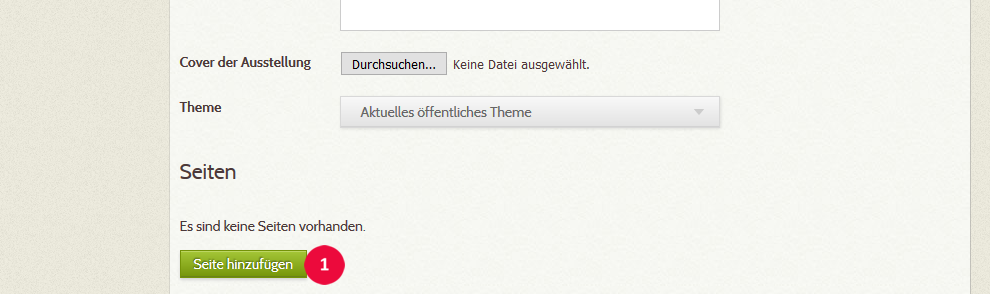 Cover der Ausstellung Durchsuchen... Keine Datei ausgewählt.
Theme Aktuelles öffentliches Theme
Seiten
Es sind keine Seiten vorhanden.
Seite hinzufügen 1